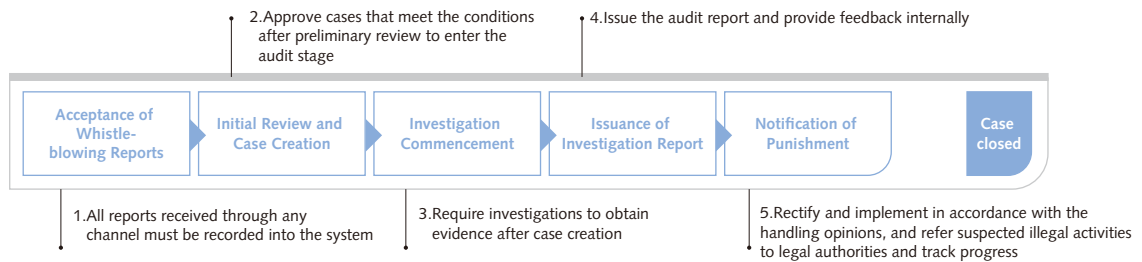 2.Approve cases that meet the conditions
after preliminary review to enter the
audit stage
4.Issue the audit report and provide feedback internally
Acceptance of
Whistle-
blowing Reports
Initial Review and
Case Creation
Investigation
Commencement
Issuance of
Investigation Report
Notification of
Punishment
Case
closed
1.All reports received through any
channel must be recorded into the system
3.Require investigations to obtain
evidence after case creation
5.Rectify and implement in accordance with the
handling opinions, and refer suspected illegal activities
to legal authorities and track progress